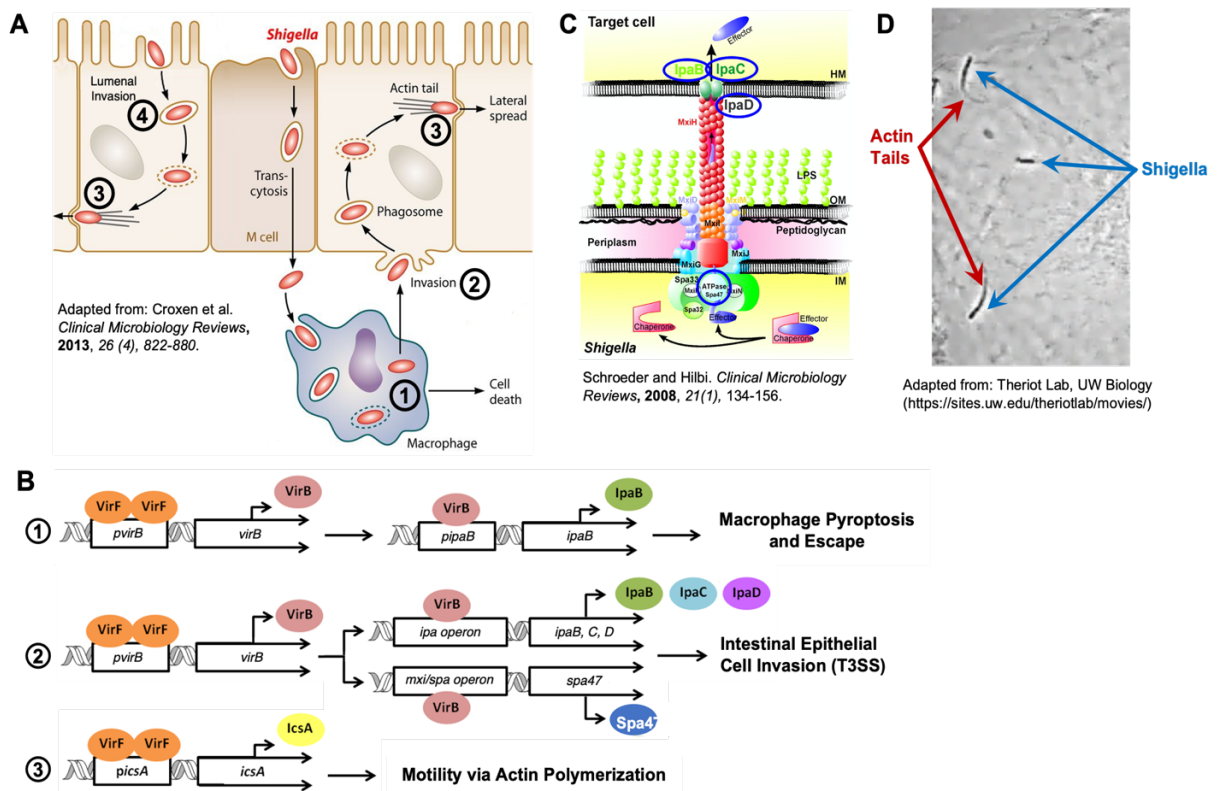 A
Shigella
Lumenal
Invasion
4
3
Trans-
cytosis
M cell
Actin tail
3
Lateral
spread
Phagosome
Invasion
2
1
Cell
death
Macrophage
Adapted from: Croxen et al.
Clinical Microbiology Reviews,
2013, 26 (4), 822-880.
C
Target cell
Effector
IpaB
IpaC
HM
IpaD
MxiH
LPS
MxiD
MxiM
OM
MxiI
Peptidoglycan
Periplasm
MxiG
MxiJ
Spa33
IM
ATPase
Spa47
MxiN
Spa32
Effector
Chaperone
Effector
Chaperone
Shigella
Schroeder and Hilbi. Clinical Microbiology
Reviews, 2008, 21(1), 134-156.
D
Actin
Tails
Shigella
Adapted from: Theriot Lab, UW Biology
(https://sites.uw.edu/theriotlab/movies/)
B
1
VirF VirF
pvirB
virB
VirB
VirB
pipaB
ipaB
IpaB
Macrophage Pyroptosis
and Escape
2
VirF VirF
pvirB
virB
VirB
VirB
ipa operon
ipaB, C, D
IpaB IpaC IpaD
mxi/spa operon
spa47
VirB
Spa47
Intestinal Epithelial
Cell Invasion (T3SS)
3
VirF VirF
picsA
icsA
IcsA
Motility via Actin Polymerization